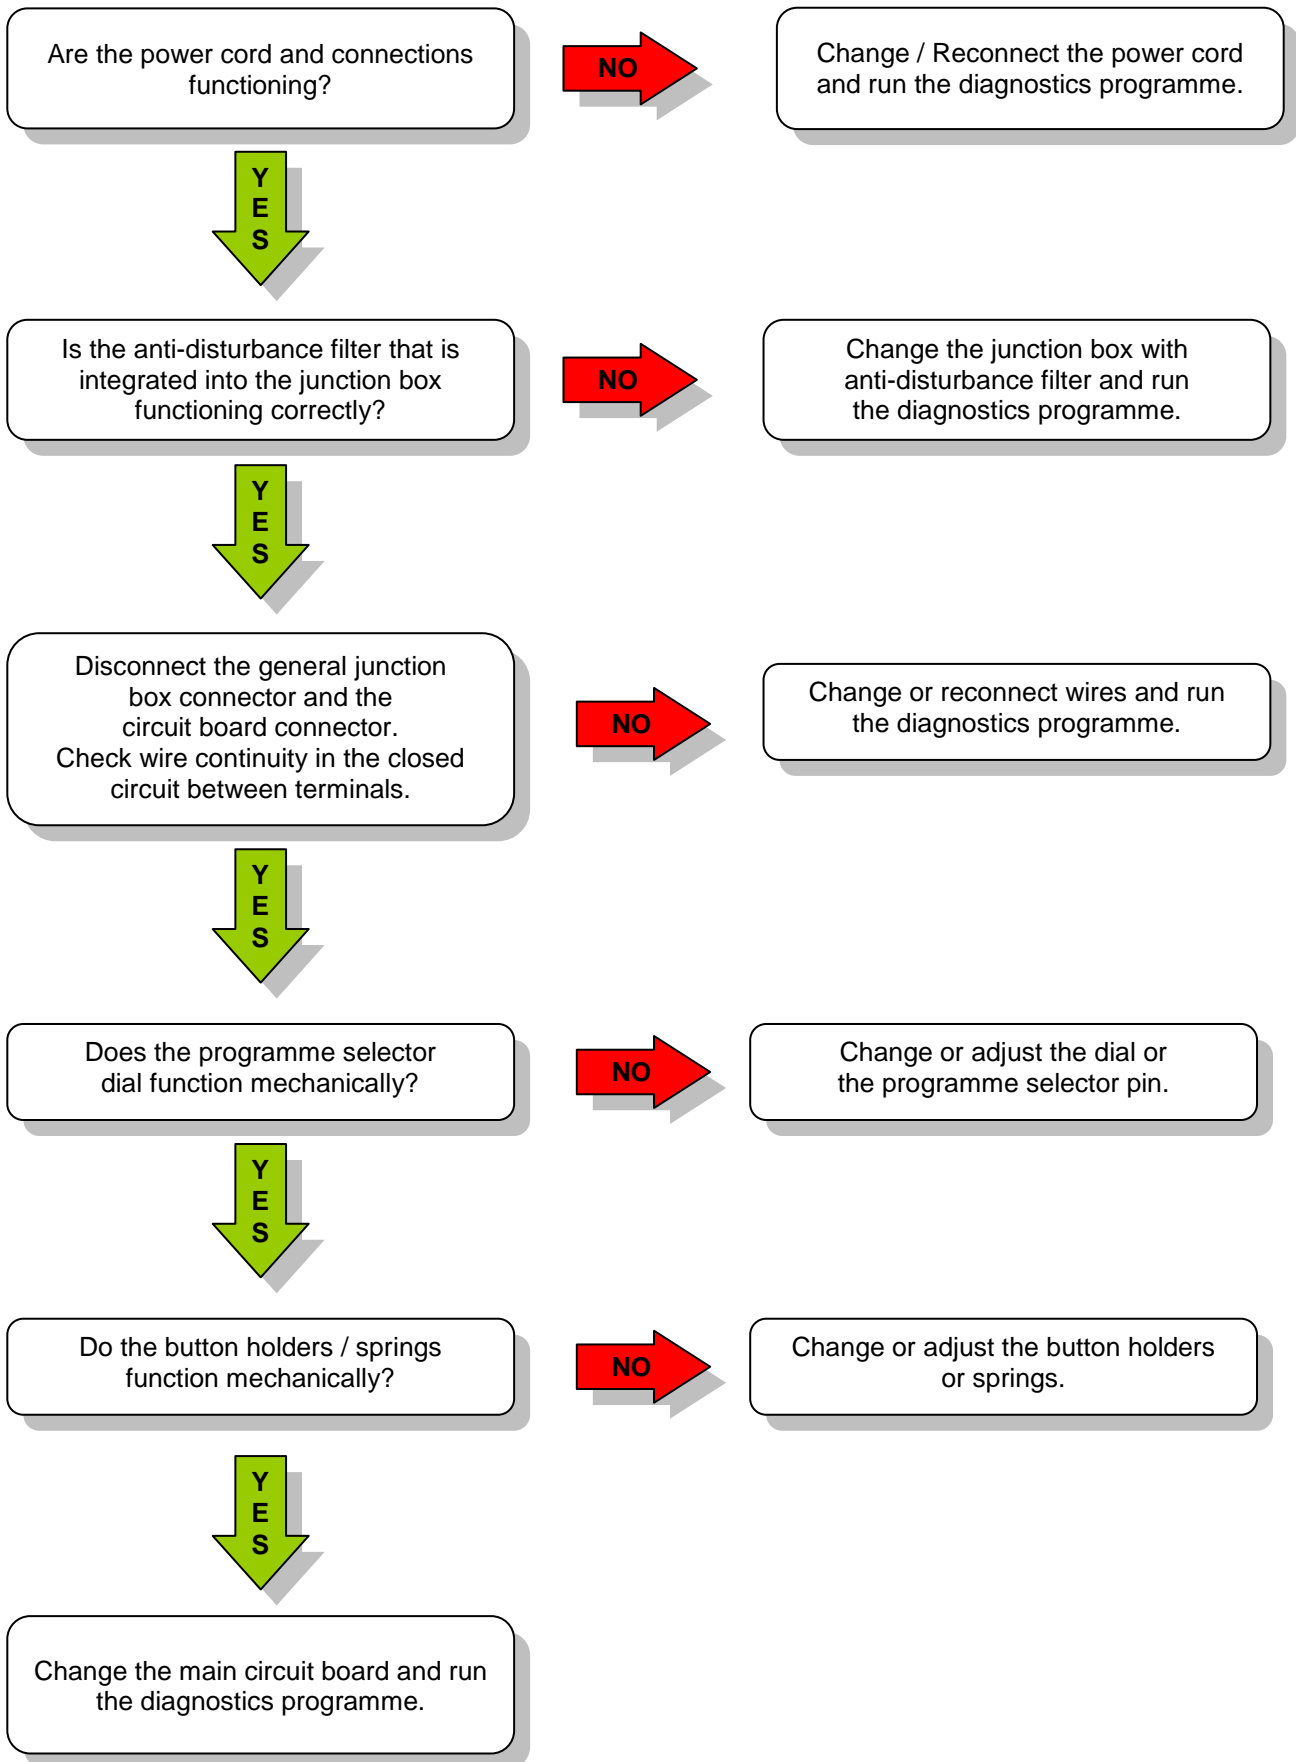 Are the power cord and connections
functioning?
NO
Change / Reconnect the power cord
and run the diagnostics programme.
YES
Is the anti-disturbance filter that is
integrated into the junction box
functioning correctly?
NO
Change the junction box with
anti-disturbance filter and run
the diagnostics programme.
YES
Disconnect the general junction
box connector and the
circuit board connector.
Check wire continuity in the closed
circuit between terminals.
NO
Change or reconnect wires and run
the diagnostics programme.
YES
Does the programme selector
dial function mechanically?
NO
Change or adjust the dial or
the programme selector pin.
YES
Do the button holders / springs
function mechanically?
NO
Change or adjust the button holders
or springs.
YES
Change the main circuit board and run
the diagnostics programme.